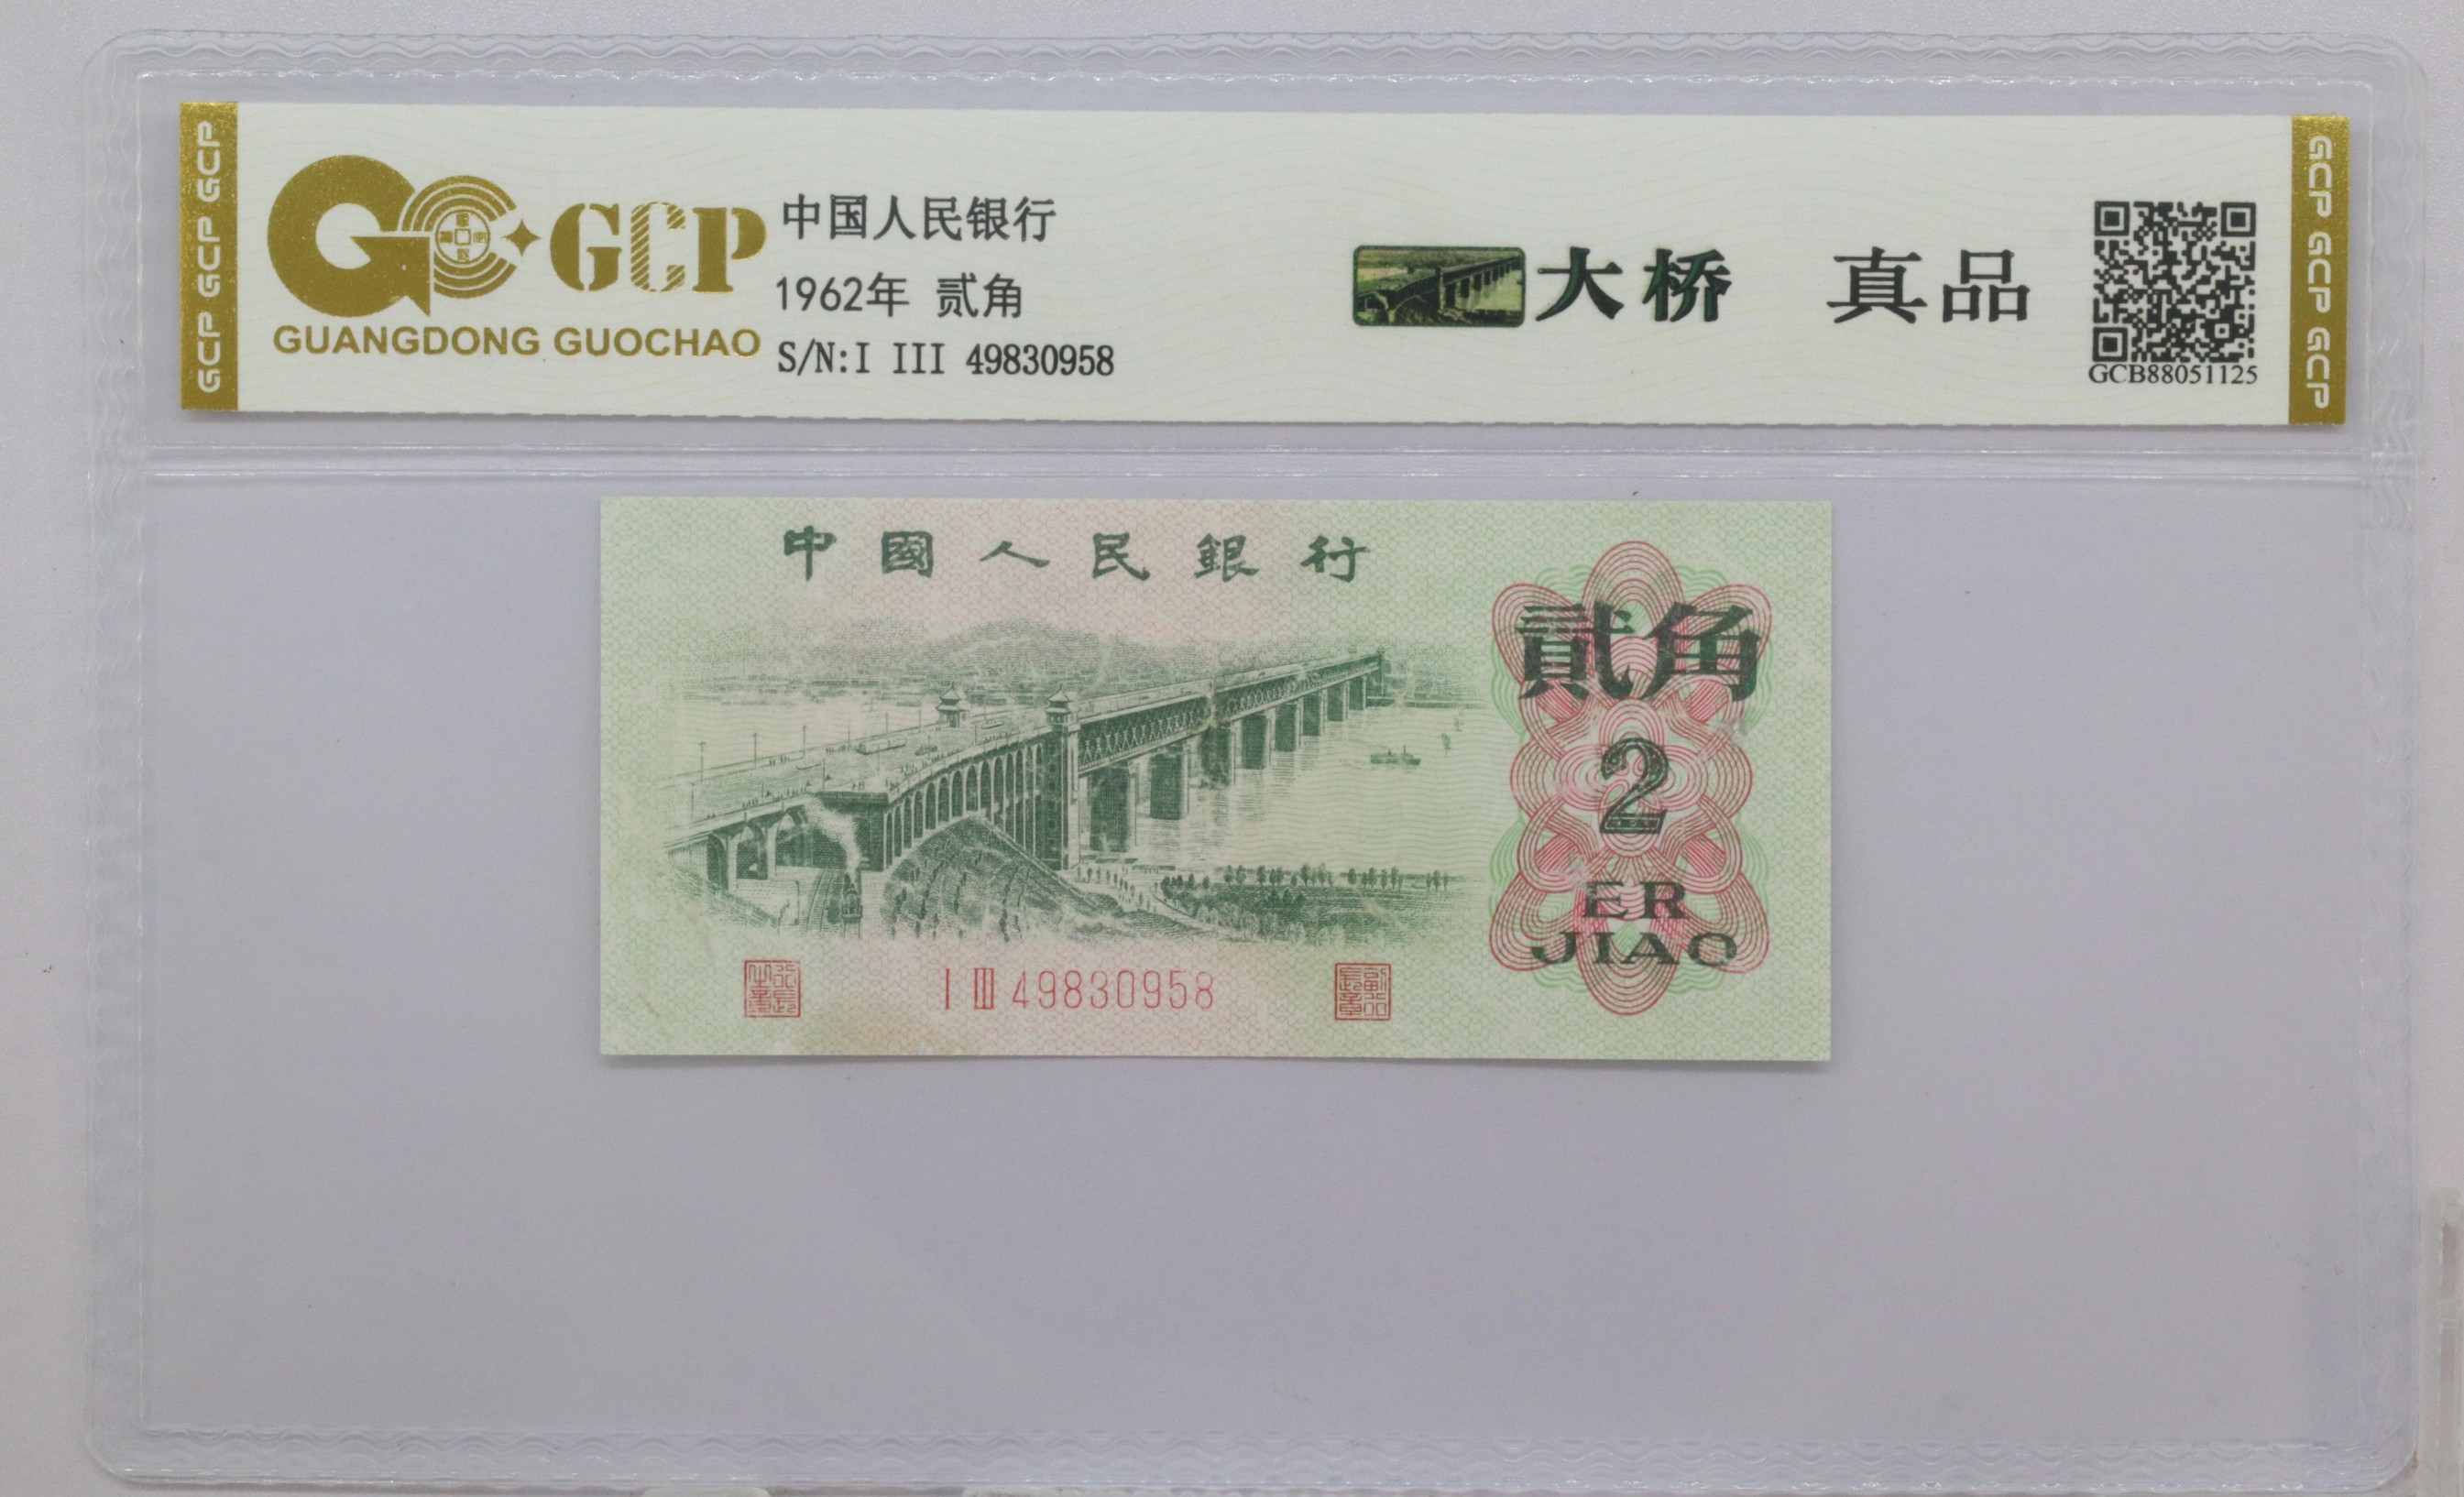 GCP GCP GCP
GCP
GUANGDONG GUOCHAO
中国人民银行
1962年 贰角
S/N:I III 49830958
大桥 真品
GCB88051125
GCP GCP GCP
中國人民銀行
貳角
2
ER
JIAO
I III 49830958